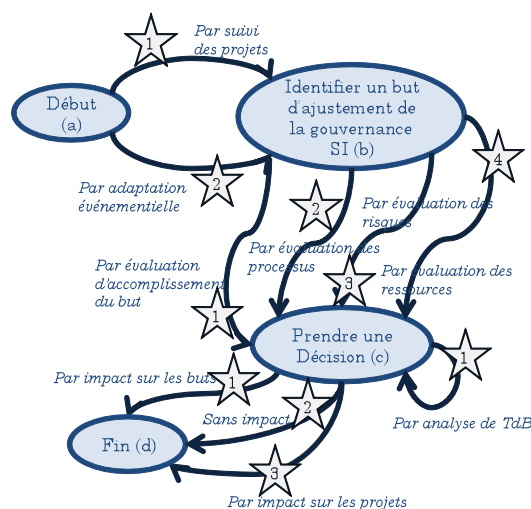 1
Par suivi
des projets
Début
(a)
Identifier un but
d'ajustement de
la gouvernance
SI (b)
2
Par adaptation
événementielle
4
2
Par évaluation des
risques
Par évaluation des
processus
Par évaluation
d'accomplissement
du but
1
3
Par évaluation des
ressources
Prendre une
Décision (c)
1
Par analyse de TdB
Par impact sur les buts
1
Sans impact
2
Fin (d)
3
Par impact sur les projets